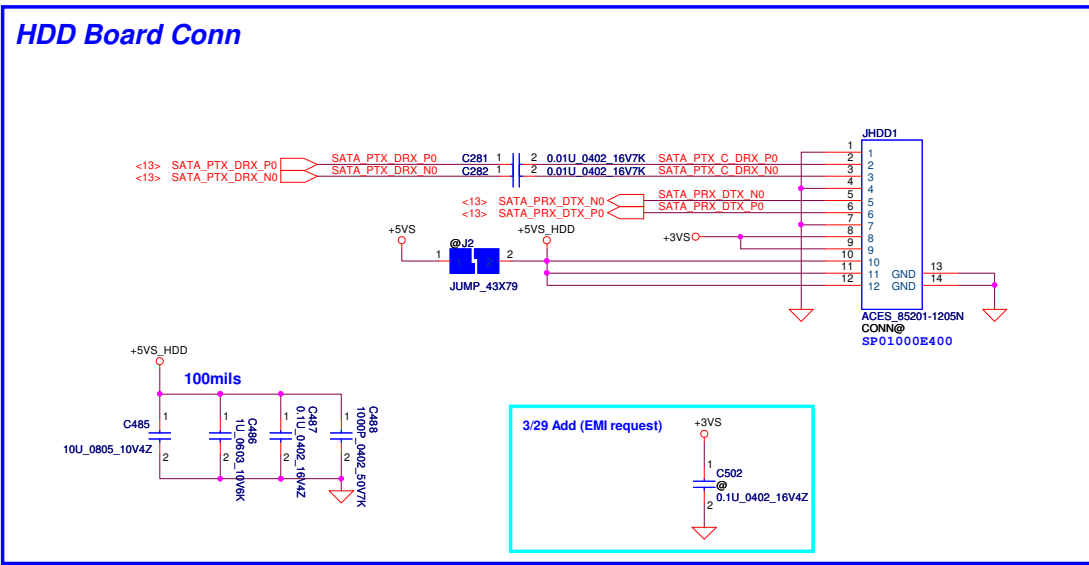 HDD Board Conn
JHDD1
<13> SATA_PTX_DRX_P0 SATA_PTX_DRX_P0 C281 1 2 0.01U_0402_16V7K SATA_PTX_C_DRX_P0
<13> SATA_PTX_DRX_N0 SATA_PTX_DRX_N0 C282 1 2 0.01U_0402_16V7K SATA_PTX_C_DRX_N0
<13> SATA_PRX_DTX_N0 SATA_PRX_DTX_N0
<13> SATA_PRX_DTX_P0 SATA_PRX_DTX_P0
+5VS +5VS_HDD +3VS
@J2
1 1 2 2
JUMP_43X79
1 1
2 2
3 3
4 4
5 5
6 6
7 7
8 8
9 9
10 10
11 11 GND 13
12 12 GND 14
ACES_85201-1205N
CONN@
SP01000E400
+5VS_HDD
100mils
C485 1 2
10U_0805_10V4Z
C486 1 2
1U_0603_10V6K
C487 1 2
0.1U_0402_16V4Z
C488 1 2
1000P_0402_50V7K
3/29 Add (EMI request)
+3VS
1
C502
@
0.1U_0402_16V4Z
2